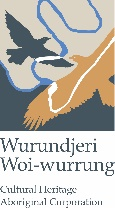 Wurundjeri
Woi-wurrung
Cultural Heritage
Aboriginal Corporation